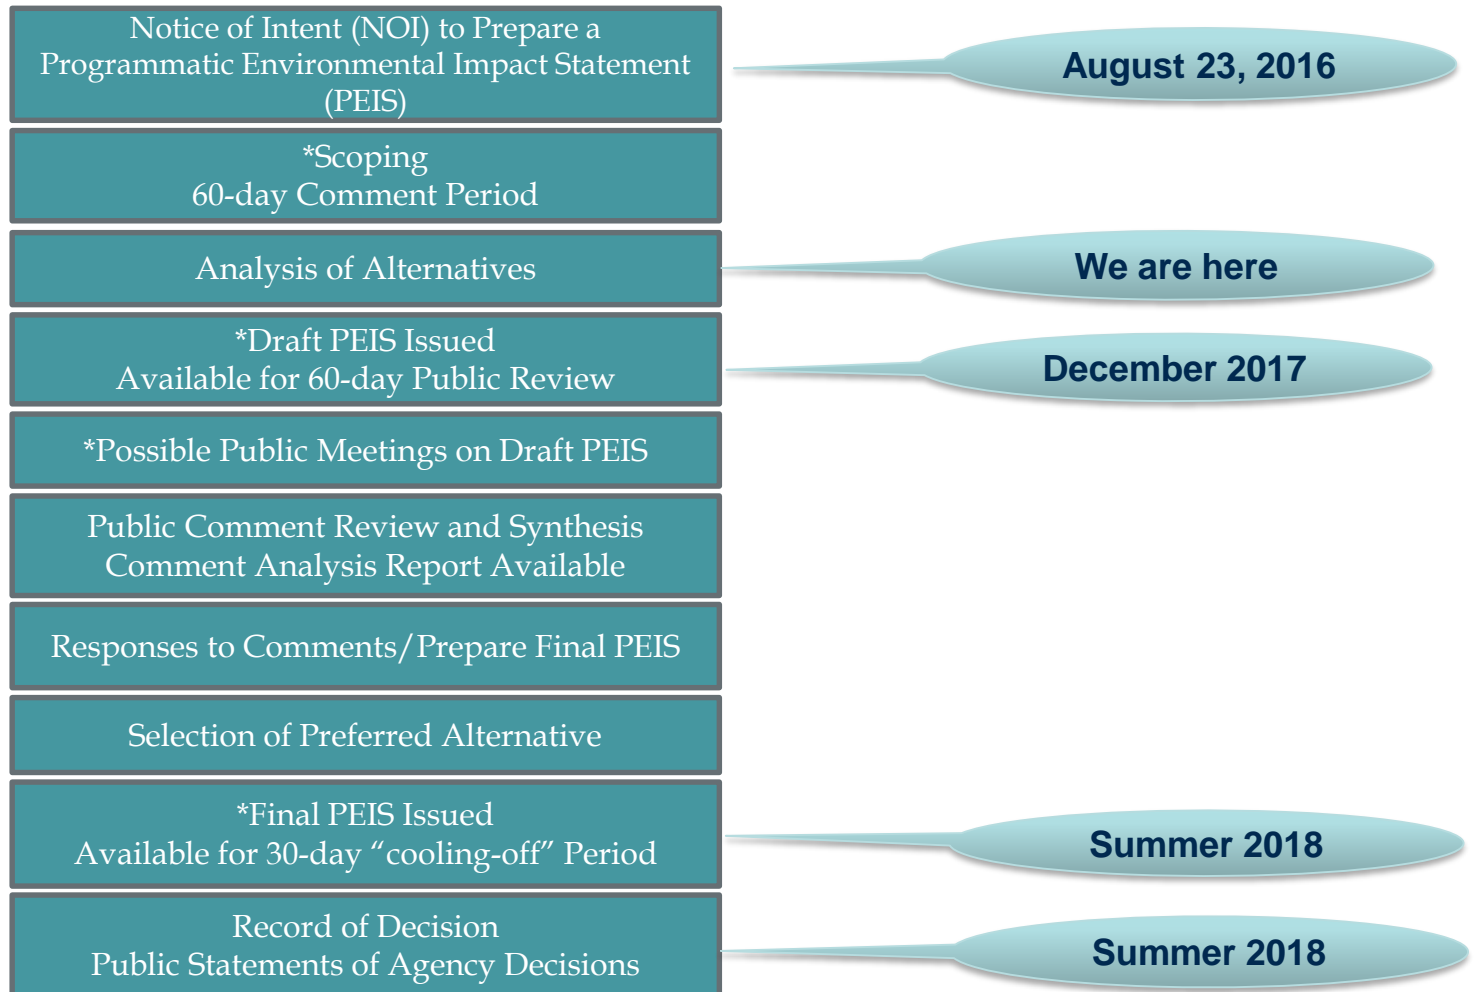 Notice of Intent (NOI) to Prepare a
Programmatic Environmental Impact Statement
(PEIS)
August 23, 2016
*Scoping
60-day Comment Period
Analysis of Alternatives
We are here
*Draft PEIS Issued
Available for 60-day Public Review
December 2017
*Possible Public Meetings on Draft PEIS
Public Comment Review and Synthesis
Comment Analysis Report Available
Responses to Comments/Prepare Final PEIS
Selection of Preferred Alternative
*Final PEIS Issued
Available for 30-day “cooling-off” Period
Summer 2018
Record of Decision
Public Statements of Agency Decisions
Summer 2018